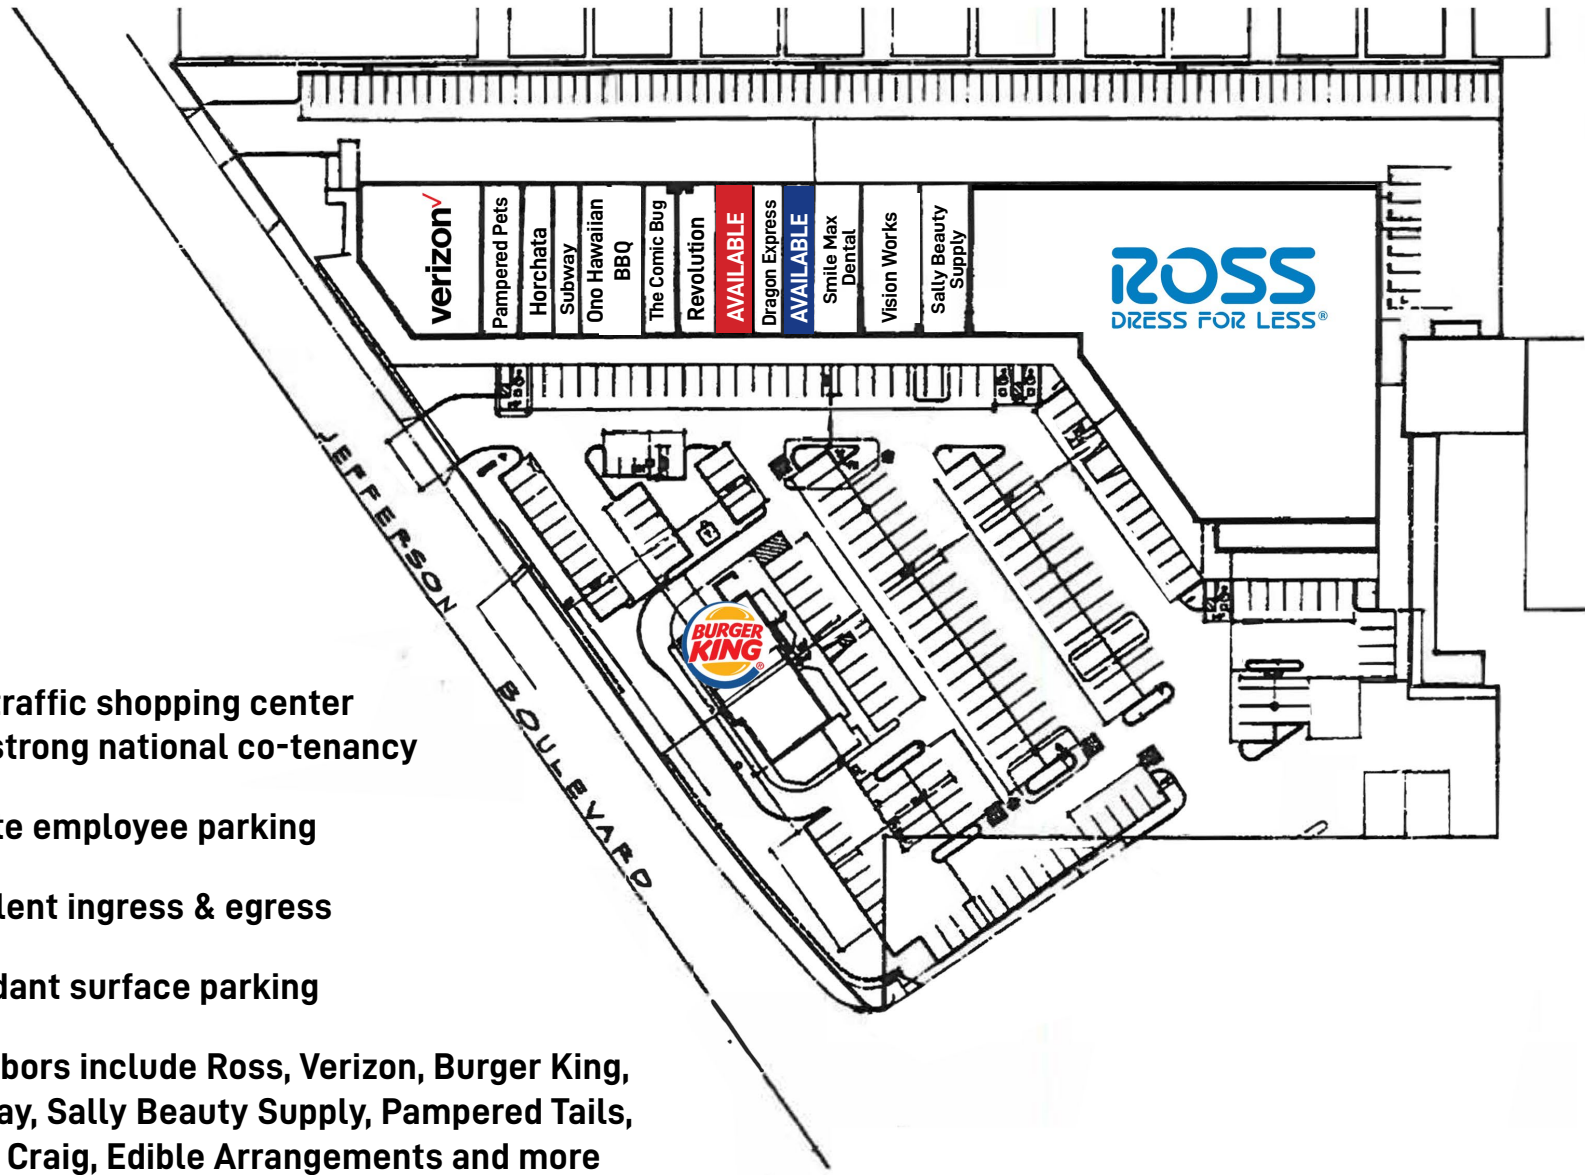 verizon
Pampered Pets
Horchata
Subway
Ono Hawaiian
BBQ
The Comic Bug
Revolution
AVAILABLE
Dragon Express
AVAILABLE
Smile Max
Dental
Vision Works
Sally Beauty
Supply
ROSS
DRESS FOR LESS®
JEFFERSON BOULEVARD
BURGER
KING®
traffic shopping center
strong national co-tenancy
te employee parking
lent ingress & egress
dant surface parking
bors include Ross, Verizon, Burger King,
ay, Sally Beauty Supply, Pampered Tails,
Craig, Edible Arrangements and more